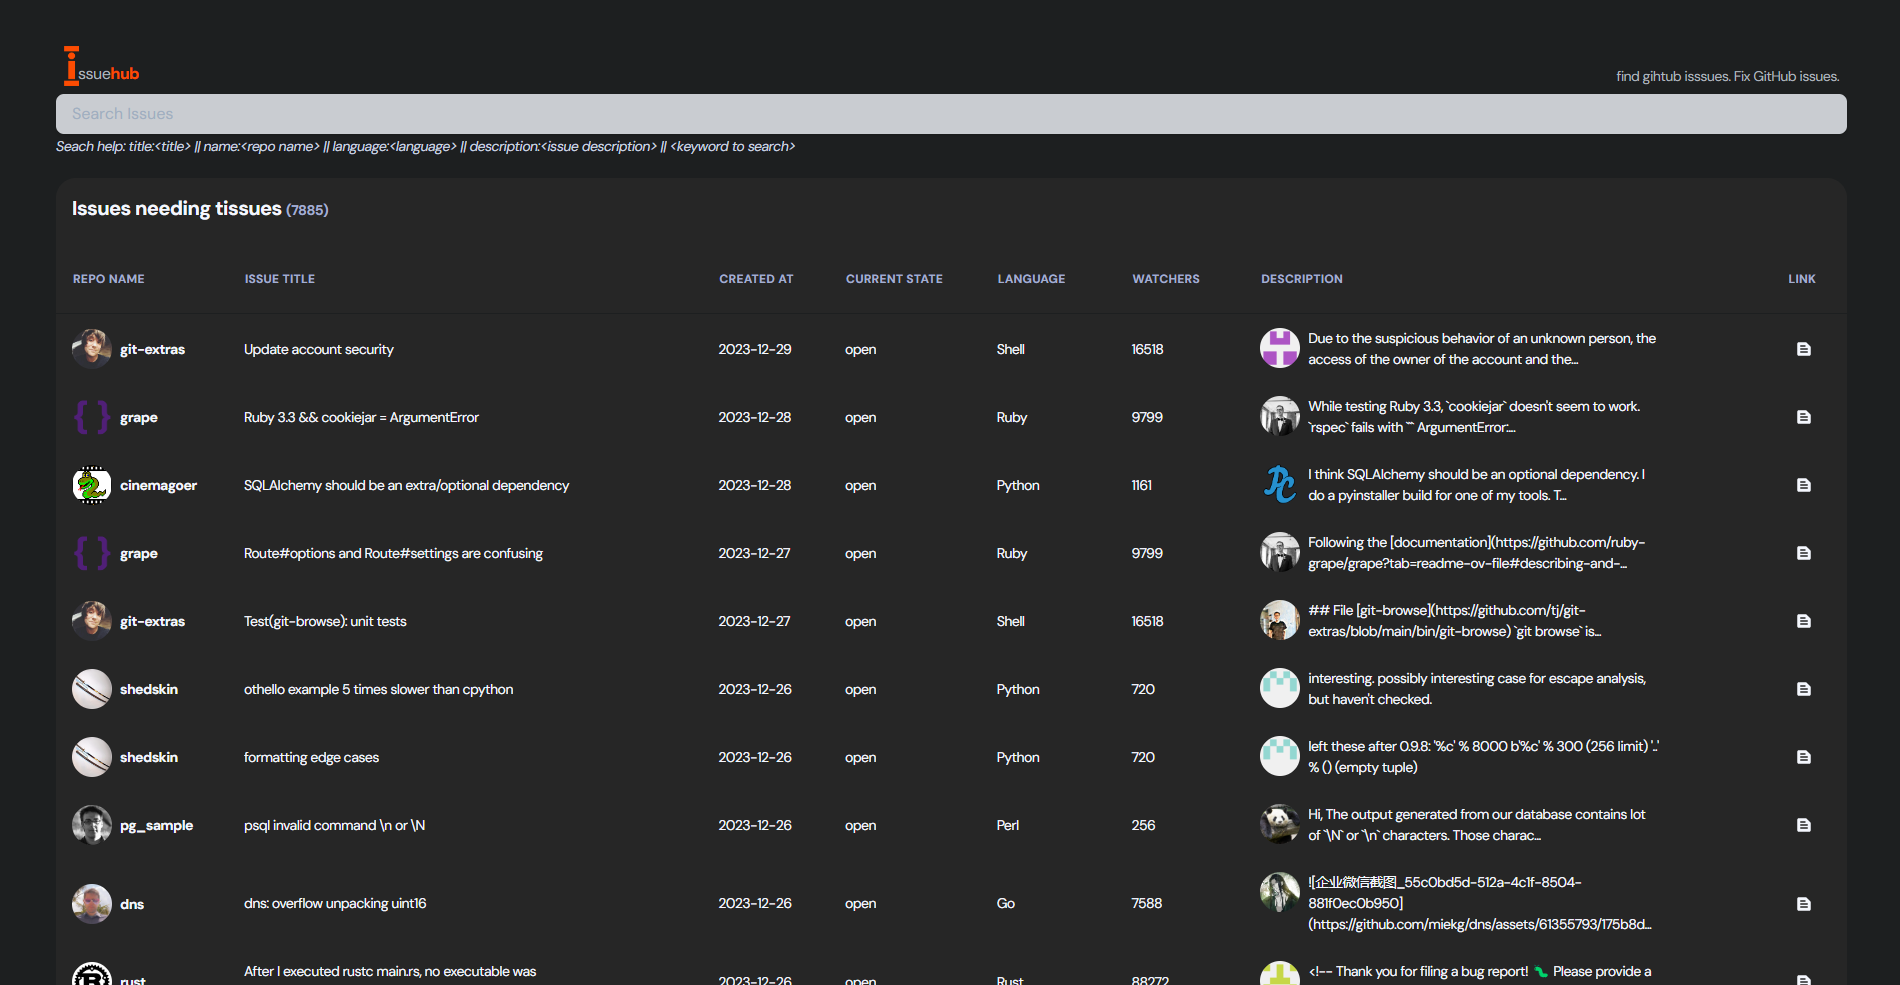 Issuehub
find gihtub isssues. Fix GitHub issues.
Search Issues
Seach help: title:<title> || name:<repo name> || language:<language> || description:<issue description> || <keyword to search>
Issues needing tissues (7885)
REPO NAME ISSUE TITLE CREATED AT CURRENT STATE LANGUAGE WATCHERS DESCRIPTION LINK
git-extras Update account security 2023-12-29 open Shell 16518 Due to the suspicious behavior of an unknown person, the
access of the owner of the account and the...
grape Ruby 3.3 && cookiejar = ArgumentError 2023-12-28 open Ruby 9799 While testing Ruby 3.3, `cookiejar` doesn't seem to work.
`rspec` fails with ``` ArgumentError:...
cinemagoer SQLAlchemy should be an extra/optional dependency 2023-12-28 open Python 1161 I think SQLAlchemy should be an optional dependency. I
do a pyinstaller build for one of my tools. T...
grape Route#options and Route#settings are confusing 2023-12-27 open Ruby 9799 Following the [documentation](https://github.com/ruby-
grape/grape?tab=readme-ov-file#describing-and-...
git-extras Test(git-browse): unit tests 2023-12-27 open Shell 16518 ## File [git-browse](https://github.com/tj/git-
extras/blob/main/bin/git-browse) `git browse` is...
shedskin othello example 5 times slower than cpython 2023-12-26 open Python 720 interesting. possibly interesting case for escape analysis,
but haven't checked.
shedskin formatting edge cases 2023-12-26 open Python 720 left these after 0.9.8: '%c' % 8000 b'%c' % 300 (256 limit) '..'
% () (empty tuple)
pg_sample psql invalid command \n or \N 2023-12-26 open Perl 256 Hi, The output generated from our database contains lot
of `\N` or `\n` characters. Those charac...
dns dns: overflow unpacking uint16 2023-12-26 open Go 7588 ![企业微信截图_55c0bd5d-512a-4c1f-8504-
881f0ec0b950]
(https://github.com/miekg/dns/assets/61355793/175b8d...
After I executed rustc main.rs, no executable was <!-- Thank you for filing a bug report! 🐛 Please provide a
rust 2023-12-26 open Rust 88272